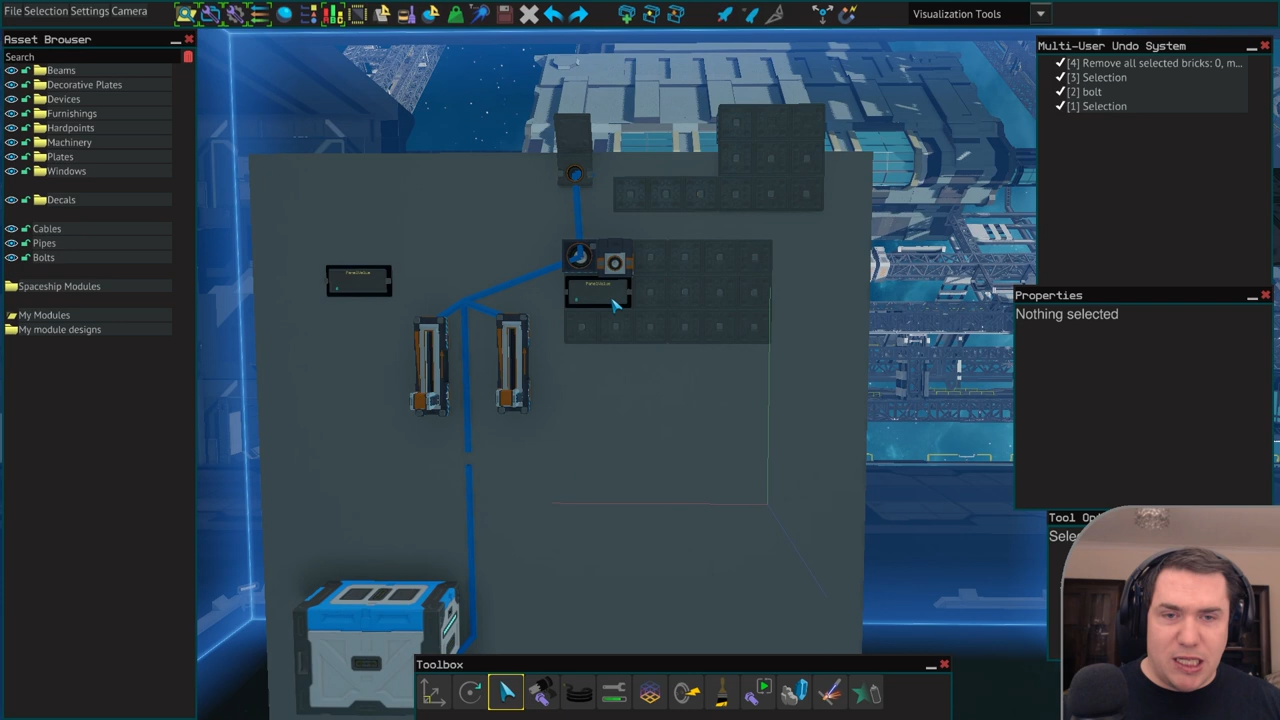 File Selection Settings Camera
Visualization Tools
Asset Browser
Search
Beams
Decorative Plates
Devices
Furnishings
Hardpoints
Machinery
Plates
Windows
Decals
Cables
Pipes
Bolts
Spaceship Modules
My Modules
My module designs
Multi-User Undo System
[4] Remove all selected bricks: 0, m...
[3] Selection
[2] bolt
[1] Selection
Properties
Nothing selected
Tool Op
Sele
PanelValue
PanelValue
Toolbox